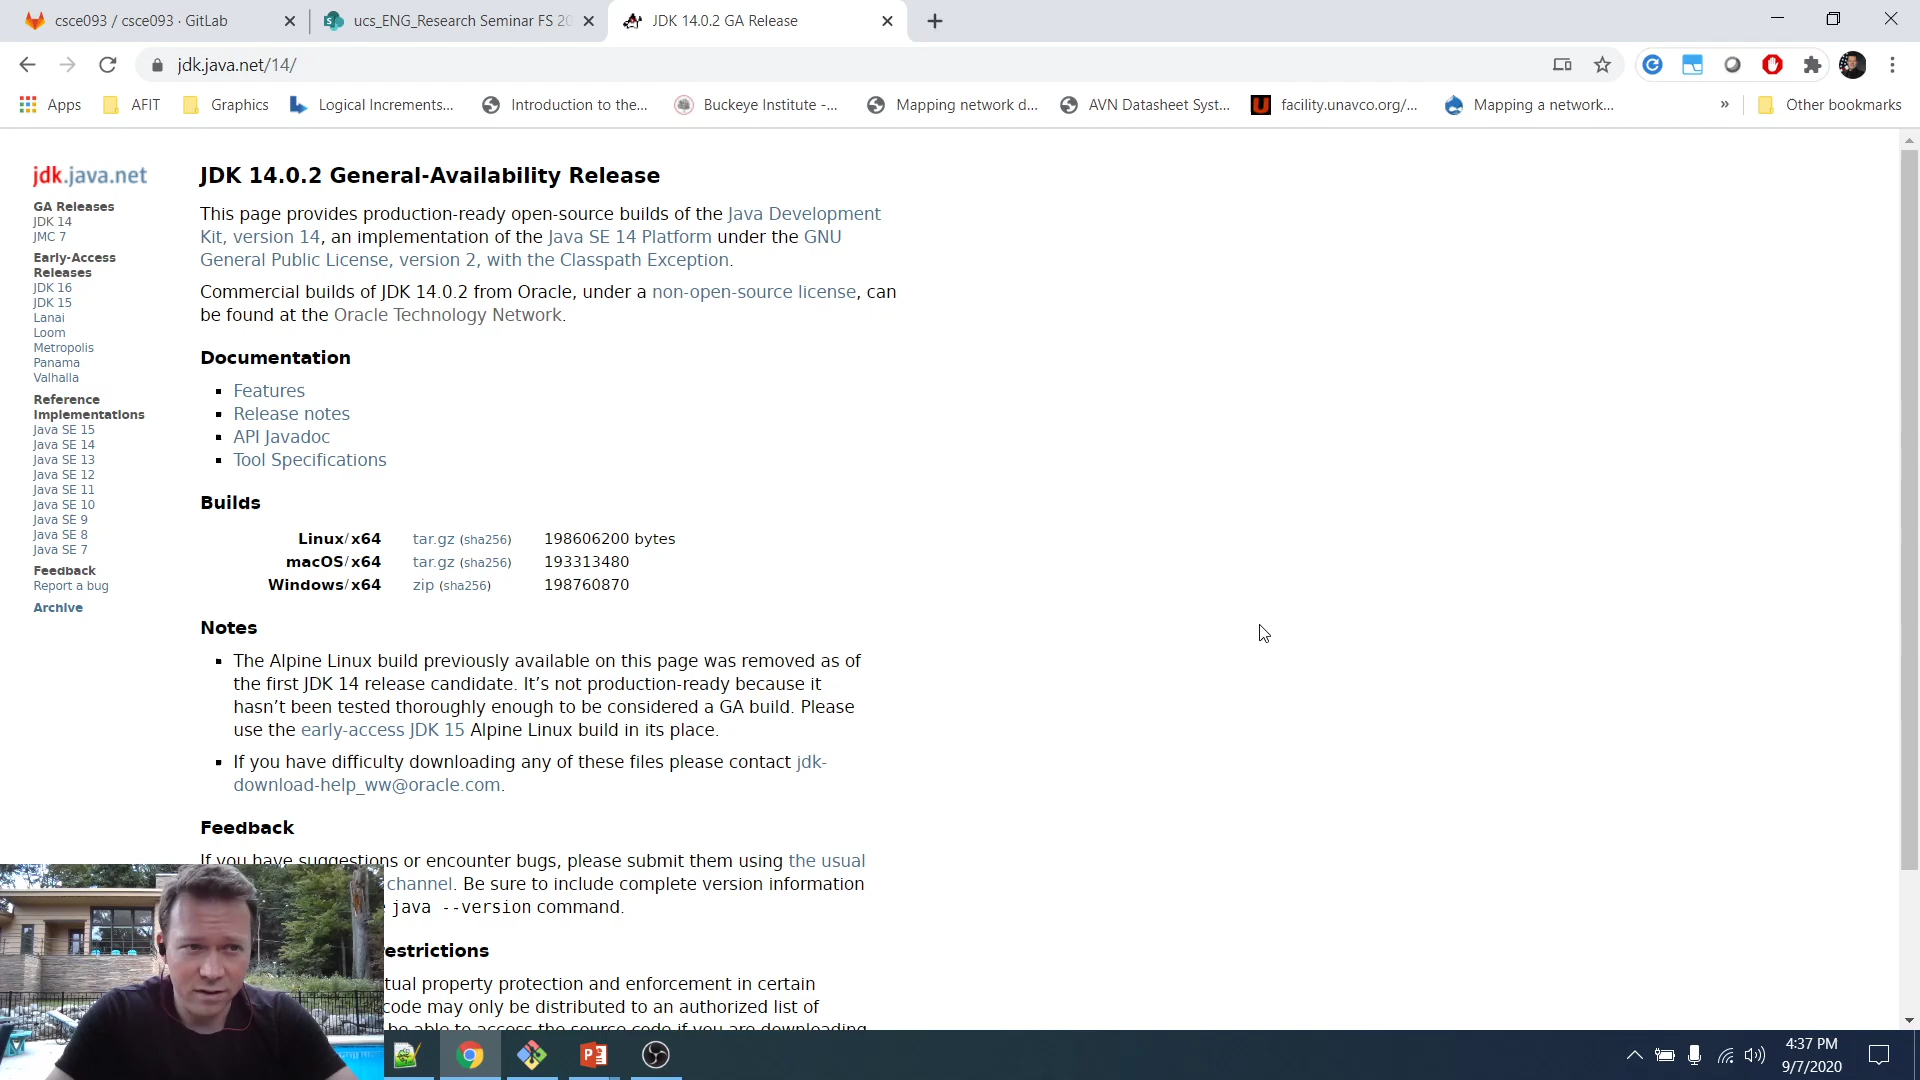 csce093 / csce093 · GitLab
ucs_ENG_Research Seminar FS 20
JDK 14.0.2 GA Release
jdk.java.net/14/
Apps
AFIT
Graphics
Logical Increments...
Introduction to the...
Buckeye Institute -...
Mapping network d...
AVN Datasheet Syst...
facility.unavco.org/...
Mapping a network...
»
Other bookmarks
jdk.java.net
GA Releases
JDK 14
JMC 7
Early-Access
Releases
JDK 16
JDK 15
Lanai
Loom
Metropolis
Panama
Valhalla
Reference
Implementations
Java SE 15
Java SE 14
Java SE 13
Java SE 12
Java SE 11
Java SE 10
Java SE 9
Java SE 8
Java SE 7
Feedback
Report a bug
Archive
JDK 14.0.2 General-Availability Release
This page provides production-ready open-source builds of the Java Development
Kit, version 14, an implementation of the Java SE 14 Platform under the GNU
General Public License, version 2, with the Classpath Exception.
Commercial builds of JDK 14.0.2 from Oracle, under a non-open-source license, can
be found at the Oracle Technology Network.
Documentation
▪ Features
▪ Release notes
▪ API Javadoc
▪ Tool Specifications
Builds
Linux/x64 tar.gz (sha256) 198606200 bytes
macOS/x64 tar.gz (sha256) 193313480
Windows/x64 zip (sha256) 198760870
Notes
▪ The Alpine Linux build previously available on this page was removed as of
the first JDK 14 release candidate. It’s not production-ready because it
hasn’t been tested thoroughly enough to be considered a GA build. Please
use the early-access JDK 15 Alpine Linux build in its place.
▪ If you have difficulty downloading any of these files please contact jdk-
download-help_ww@oracle.com.
Feedback
If you have suggestions or encounter bugs, please submit them using the usual
channel. Be sure to include complete version information
java --version command.
estrictions
tual property protection and enforcement in certain
code may only be distributed to an authorized list of
be able to access the source code if you are downloading
4:37 PM
9/7/2020